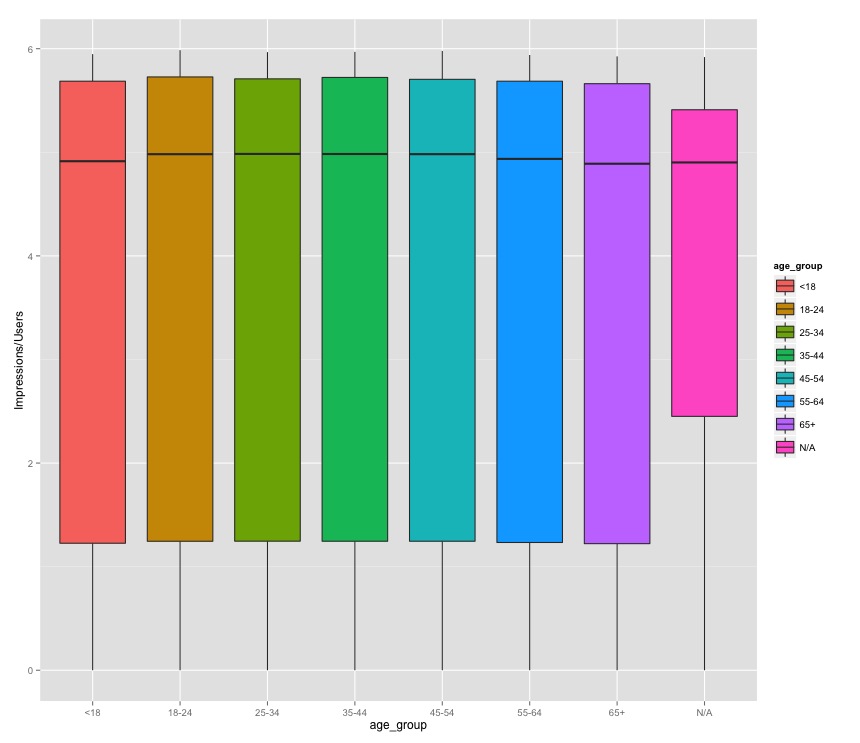 6
4
2
0
Impressions/Users
<18 18-24 25-34 35-44 45-54 55-64 65+ N/A
age_group
age_group
<18
18-24
25-34
35-44
45-54
55-64
65+
N/A